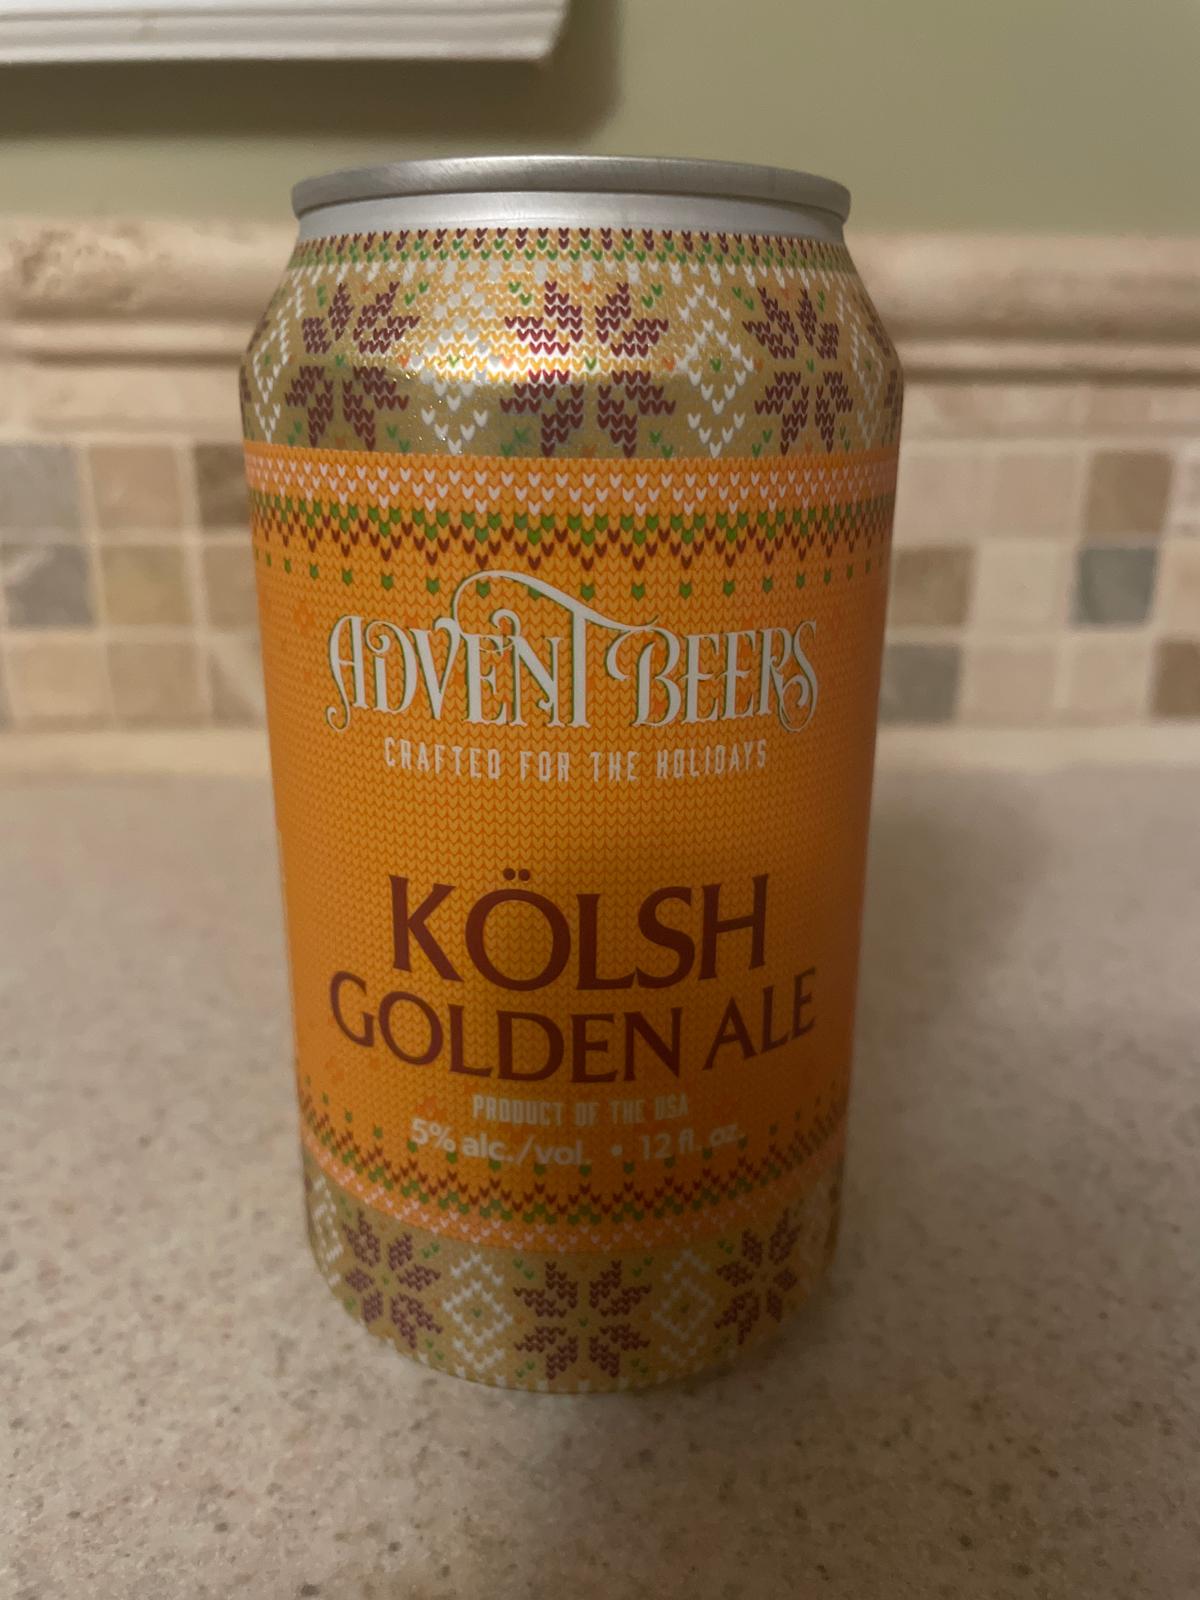 ADVENT BEERS
CRAFTED FOR THE HOLIDAYS
KÖLSH
GOLDEN ALE
PRODUCT OF THE USA
5% alc./vol. • 12 fl. oz.